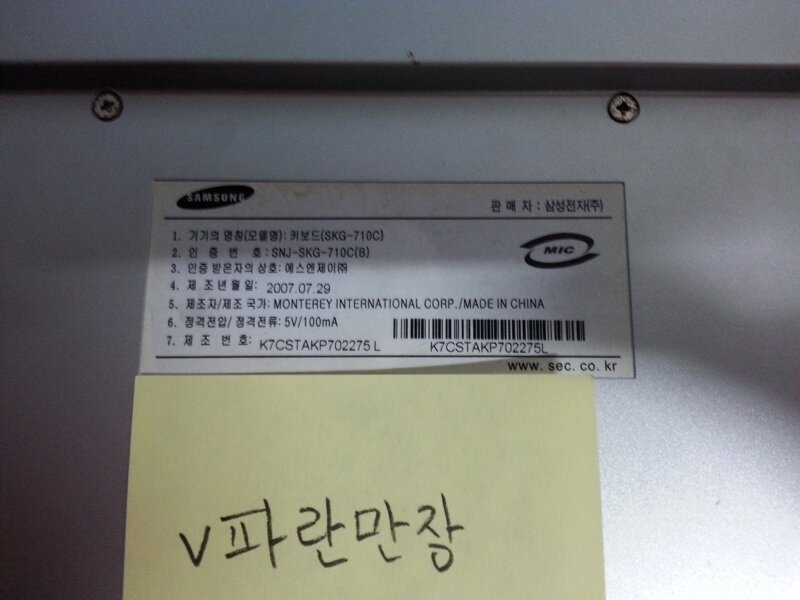 SAMSUNG
판 매 자 : 삼성전자(주)
1. 기기의 명칭(모델명): 키보드(SKG-710C)
2. 인 증 번 호 : SNJ-SKG-710C(B)
3. 인증 받은자의 상호: 에스엔제이㈜
MIC
4. 제 조 년 월 일: 2007.07.29
5. 제조자/제조 국가: MONTEREY INTERNATIONAL CORP./MADE IN CHINA
6. 정격전압/ 정격전류: 5V/100mA
7. 제 조 번 호: K7CSTAKP702275 L
K7CSTAKP702275L
www. sec. co. kr
v파란만장